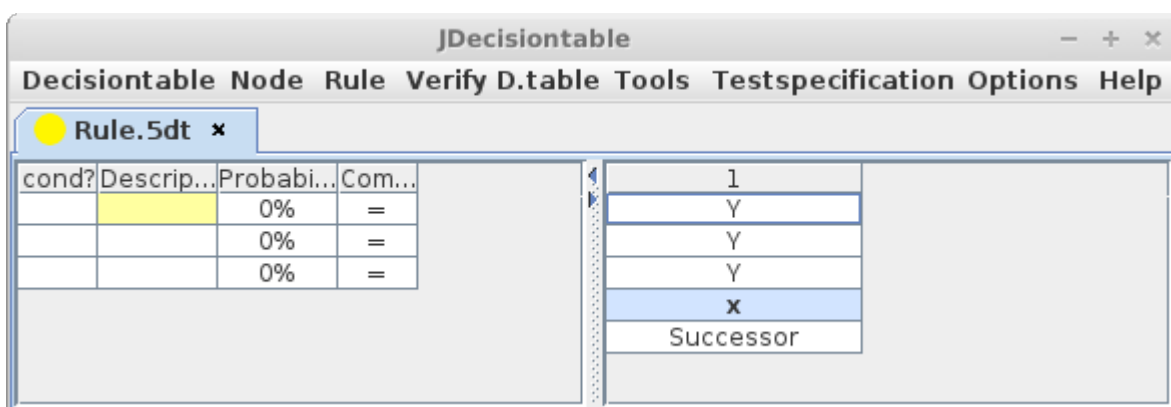 JDecisiontable − + ×
Decisiontable Node Rule Verify D.table Tools Testspecification Options Help
Rule.5dt ×
cond? Descrip... Probabi... Com... 1
0% = Y
0% = Y
0% = Y
x
Successor